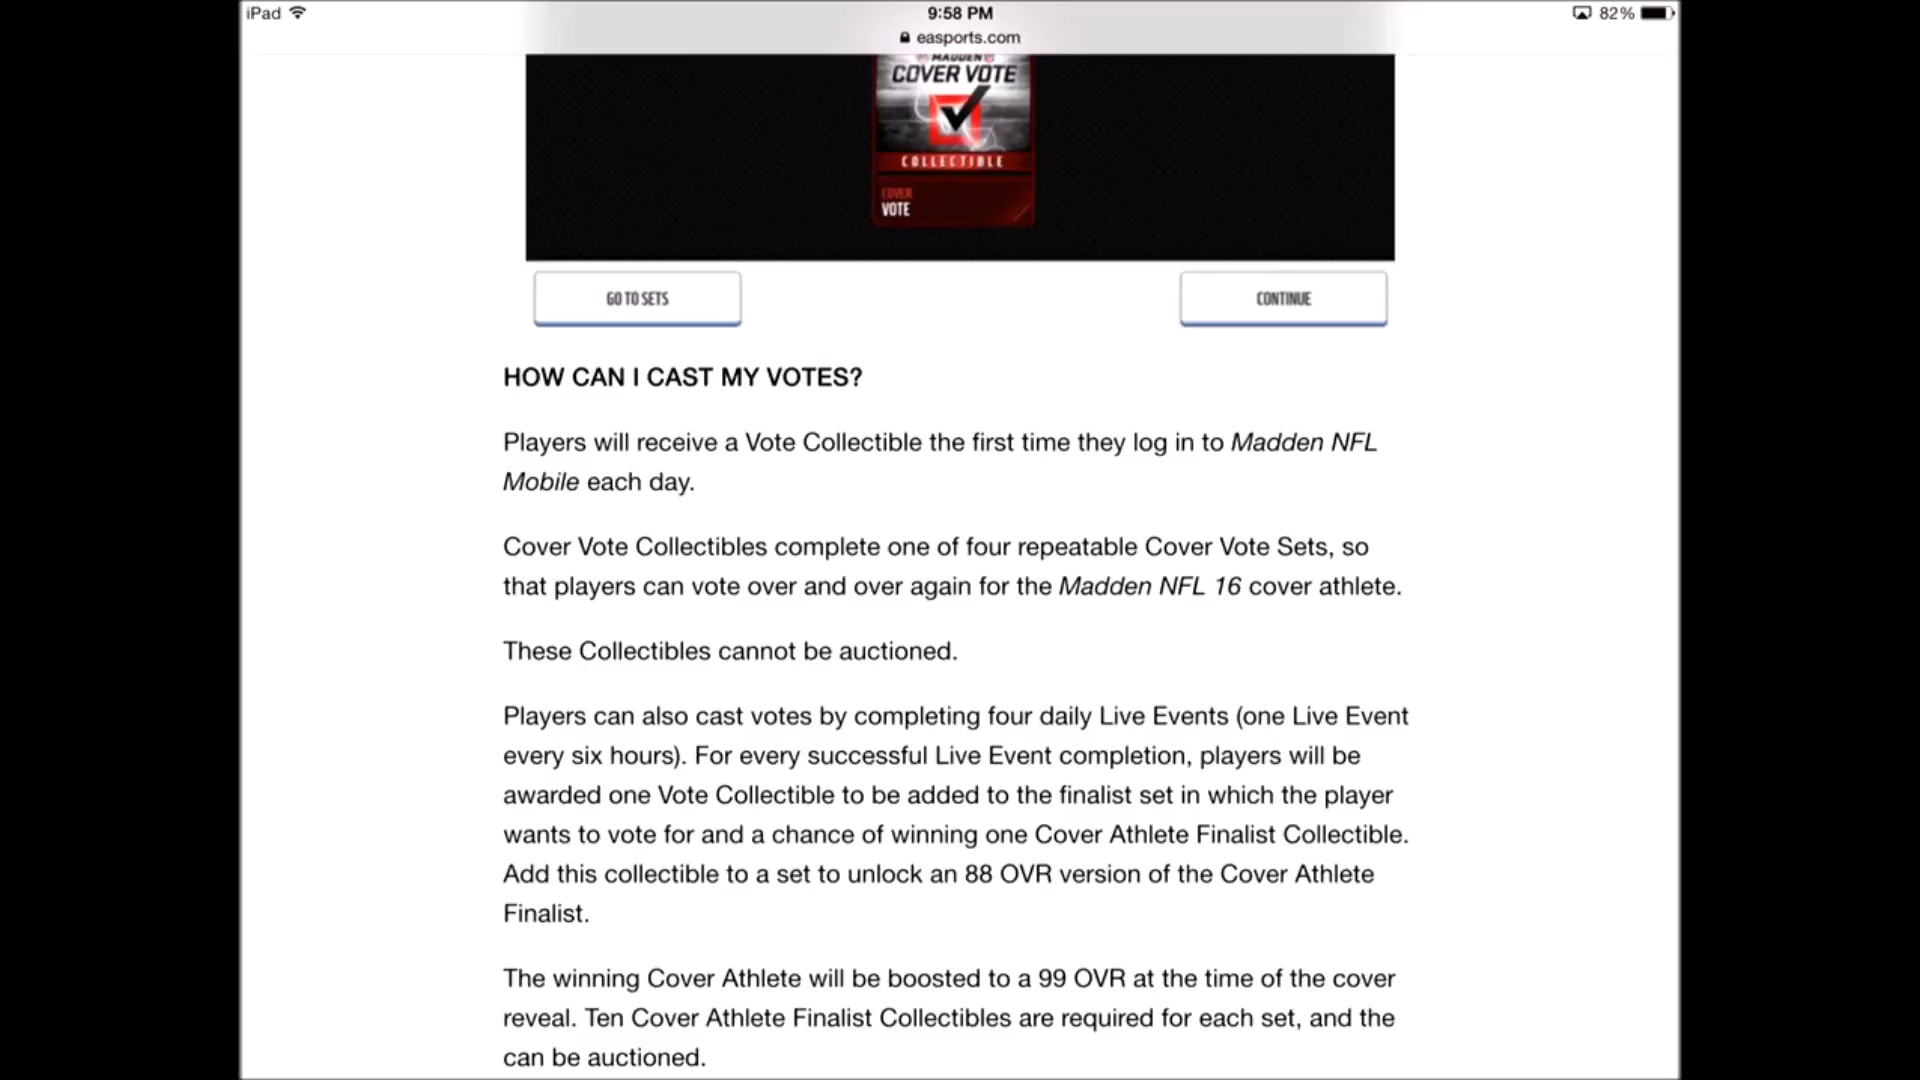 iPad
9:58 PM
82%
easports.com
MADDEN
COVER VOTE
COLLECTIBLE
COVER
VOTE
GO TO SETS
CONTINUE
HOW CAN I CAST MY VOTES?
Players will receive a Vote Collectible the first time they log in to Madden NFL
Mobile each day.
Cover Vote Collectibles complete one of four repeatable Cover Vote Sets, so
that players can vote over and over again for the Madden NFL 16 cover athlete.
These Collectibles cannot be auctioned.
Players can also cast votes by completing four daily Live Events (one Live Event
every six hours). For every successful Live Event completion, players will be
awarded one Vote Collectible to be added to the finalist set in which the player
wants to vote for and a chance of winning one Cover Athlete Finalist Collectible.
Add this collectible to a set to unlock an 88 OVR version of the Cover Athlete
Finalist.
The winning Cover Athlete will be boosted to a 99 OVR at the time of the cover
reveal. Ten Cover Athlete Finalist Collectibles are required for each set, and the
can be auctioned.